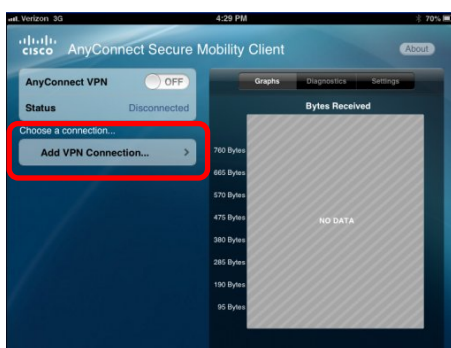 Verizon 3G 4:29 PM 70%
CISCO AnyConnect Secure Mobility Client About
AnyConnect VPN OFF
Status Disconnected
Choose a connection...
Add VPN Connection... >
Graphs Diagnostics Settings
Bytes Received
760 Bytes
665 Bytes
570 Bytes
475 Bytes
NO DATA
380 Bytes
285 Bytes
190 Bytes
95 Bytes